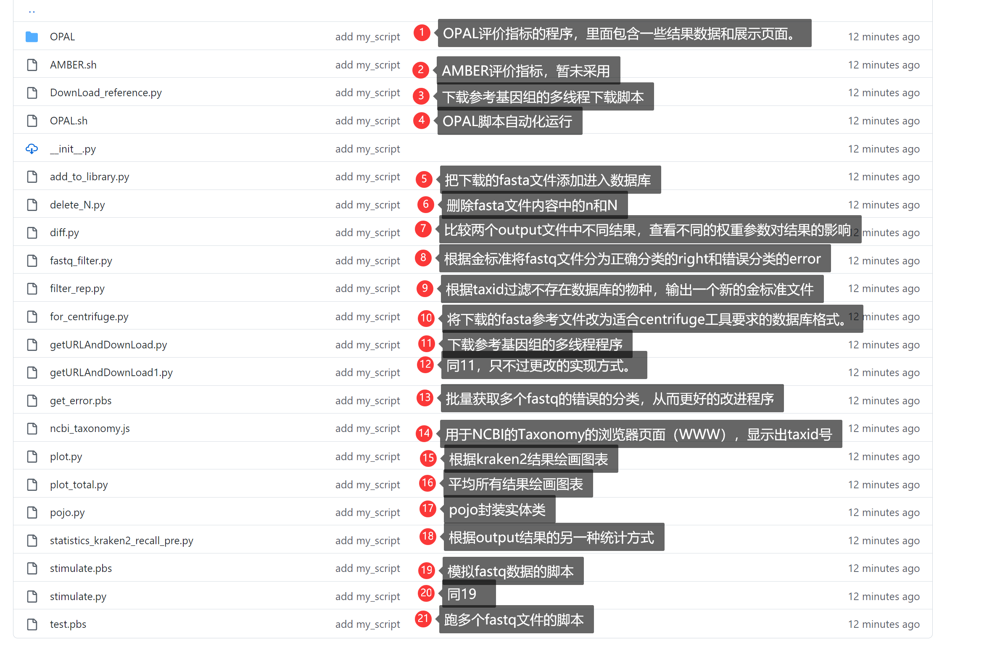 ..
OPAL add my_script 1 OPAL评价指标的程序，里面包含一些结果数据和展示页面。 12 minutes ago
AMBER.sh add my_script 2 AMBER评价指标，暂未采用 12 minutes ago
DownLoad_reference.py add my_script 3 下载参考基因组的多线程下载脚本 12 minutes ago
OPAL.sh add my_script 4 OPAL脚本自动化运行 12 minutes ago
__init__.py add my_script 12 minutes ago
add_to_library.py add my_script 5 把下载的fasta文件添加进入数据库 12 minutes ago
delete_N.py add my_script 6 删除fasta文件内容中的n和N 12 minutes ago
diff.py add my_script 7 比较两个output文件中不同结果，查看不同的权重参数对结果的影响 12 minutes ago
fastq_filter.py add my_script 8 根据金标准将fastq文件分为正确分类的right和错误分类的error 12 minutes ago
filter_rep.py add my_script 9 根据taxid过滤不存在数据库的物种，输出一个新的金标准文件 12 minutes ago
for_centrifuge.py add my_script 10 将下载的fasta参考文件改为适合centrifuge工具要求的数据库格式。 12 minutes ago
getURLAndDownLoad.py add my_script 11 下载参考基因组的多线程程序 12 minutes ago
getURLAndDownLoad1.py add my_script 12 同11，只不过更改的实现方式。 12 minutes ago
get_error.pbs add my_script 13 批量获取多个fastq的错误的分类，从而更好的改进程序 12 minutes ago
ncbi_taxonomy.js add my_script 14 用于NCBI的Taxonomy的浏览器页面（WWW），显示出taxid号 12 minutes ago
plot.py add my_script 15 根据kraken2结果绘画图表 12 minutes ago
plot_total.py add my_script 16 平均所有结果绘画图表 12 minutes ago
pojo.py add my_script 17 pojo封装实体类 12 minutes ago
statistics_kraken2_recall_pre.py add my_script 18 根据output结果的另一种统计方式 12 minutes ago
stimulate.pbs add my_script 19 模拟fastq数据的脚本 12 minutes ago
stimulate.py add my_script 20 同19 12 minutes ago
test.pbs add my_script 21 跑多个fastq文件的脚本 12 minutes ago